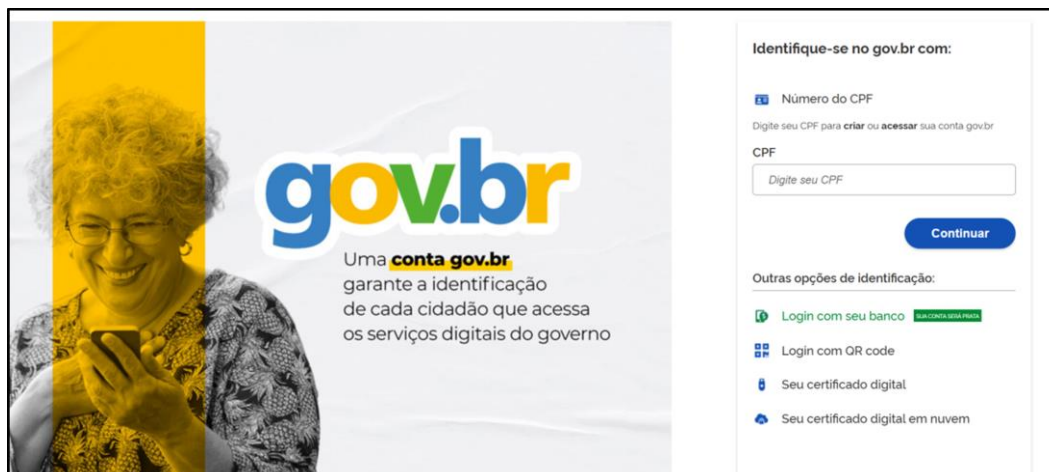 gov.br
Uma conta gov.br
garante a identificação
de cada cidadão que acessa
os serviços digitais do governo
Identifique-se no gov.br com:
Número do CPF
Digite seu CPF para criar ou acessar sua conta gov.br
CPF
Digite seu CPF
Continuar
Outras opções de identificação:
Login com seu banco SUA CONTA SERÁ PRATA
Login com QR code
Seu certificado digital
Seu certificado digital em nuvem